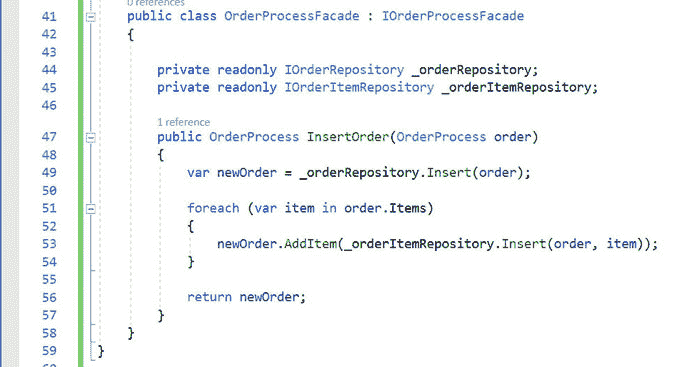 0 references
41 public class OrderProcessFacade : IOrderProcessFacade
42 {
43
44 private readonly IOrderRepository _orderRepository;
45 private readonly IOrderItemRepository _orderItemRepository;
46
1 reference
47 public OrderProcess InsertOrder(OrderProcess order)
48 {
49 var newOrder = _orderRepository.Insert(order);
50
51 foreach (var item in order.Items)
52 {
53 newOrder.AddItem(_orderItemRepository.Insert(order, item));
54 }
55
56 return newOrder;
57 }
58 }
59 }